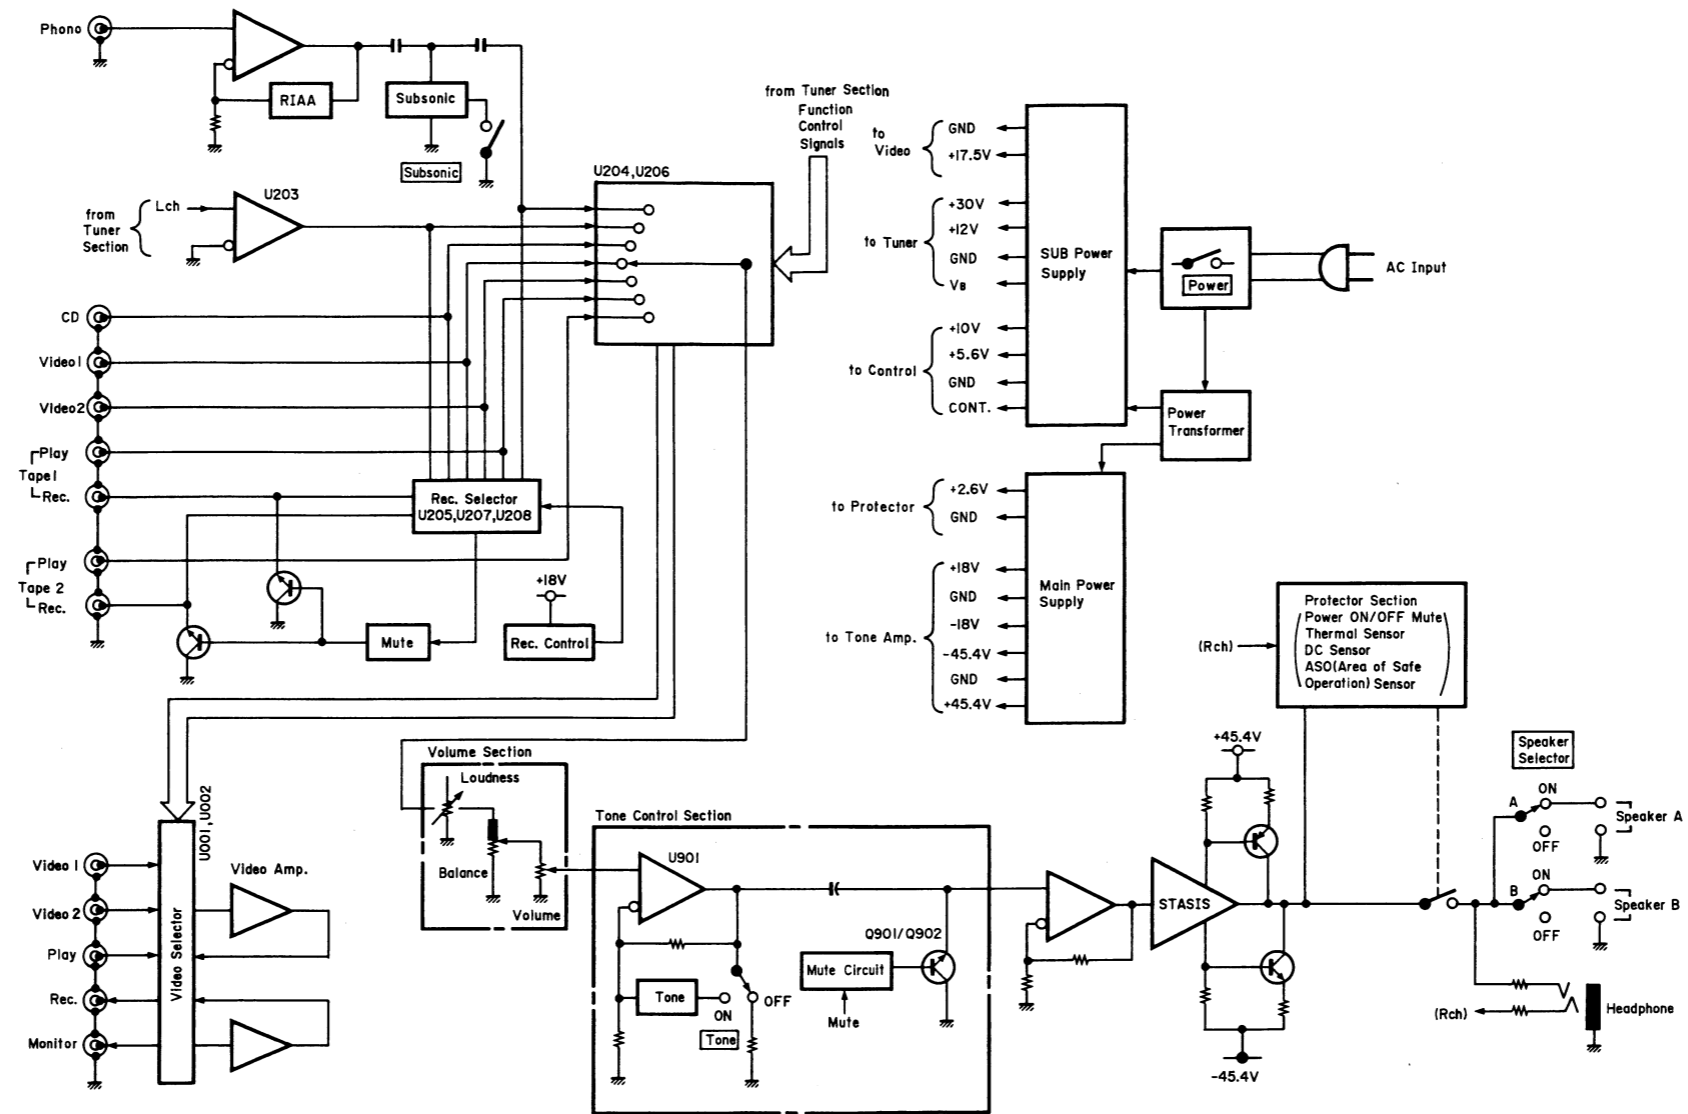 Phono
RIAA
Subsonic
Subsonic
from Tuner Section
Function
Control
Signals
U203
Lch
from
Tuner
Section
U204,U206
CD
Video1
Video2
Play
Tape1
Rec.
Play
Tape 2
Rec.
Rec. Selector
U205,U207,U208
+18V
Mute
Rec. Control
to
Video
GND
+17.5V
to Tuner
+30V
+12V
GND
VB
to Control
+10V
+5.6V
GND
CONT.
SUB Power
Supply
Power
AC Input
Power
Transformer
to Protector
+2.6V
GND
to Tone Amp.
+18V
GND
-18V
-45.4V
GND
+45.4V
Main Power
Supply
(Rch)
Protector Section
Power ON/OFF Mute
Thermal Sensor
DC Sensor
ASO(Area of Safe
Operation) Sensor
U001,U002
Video 1
Video 2
Play
Rec.
Monitor
Video Selector
Video Amp.
Volume Section
Loudness
Balance
Volume
Tone Control Section
U901
Tone
ON
OFF
Tone
Q901/Q902
Mute Circuit
Mute
STASIS
+45.4V
-45.4V
Speaker
Selector
A
ON
OFF
Speaker A
B
ON
OFF
Speaker B
(Rch)
Headphone